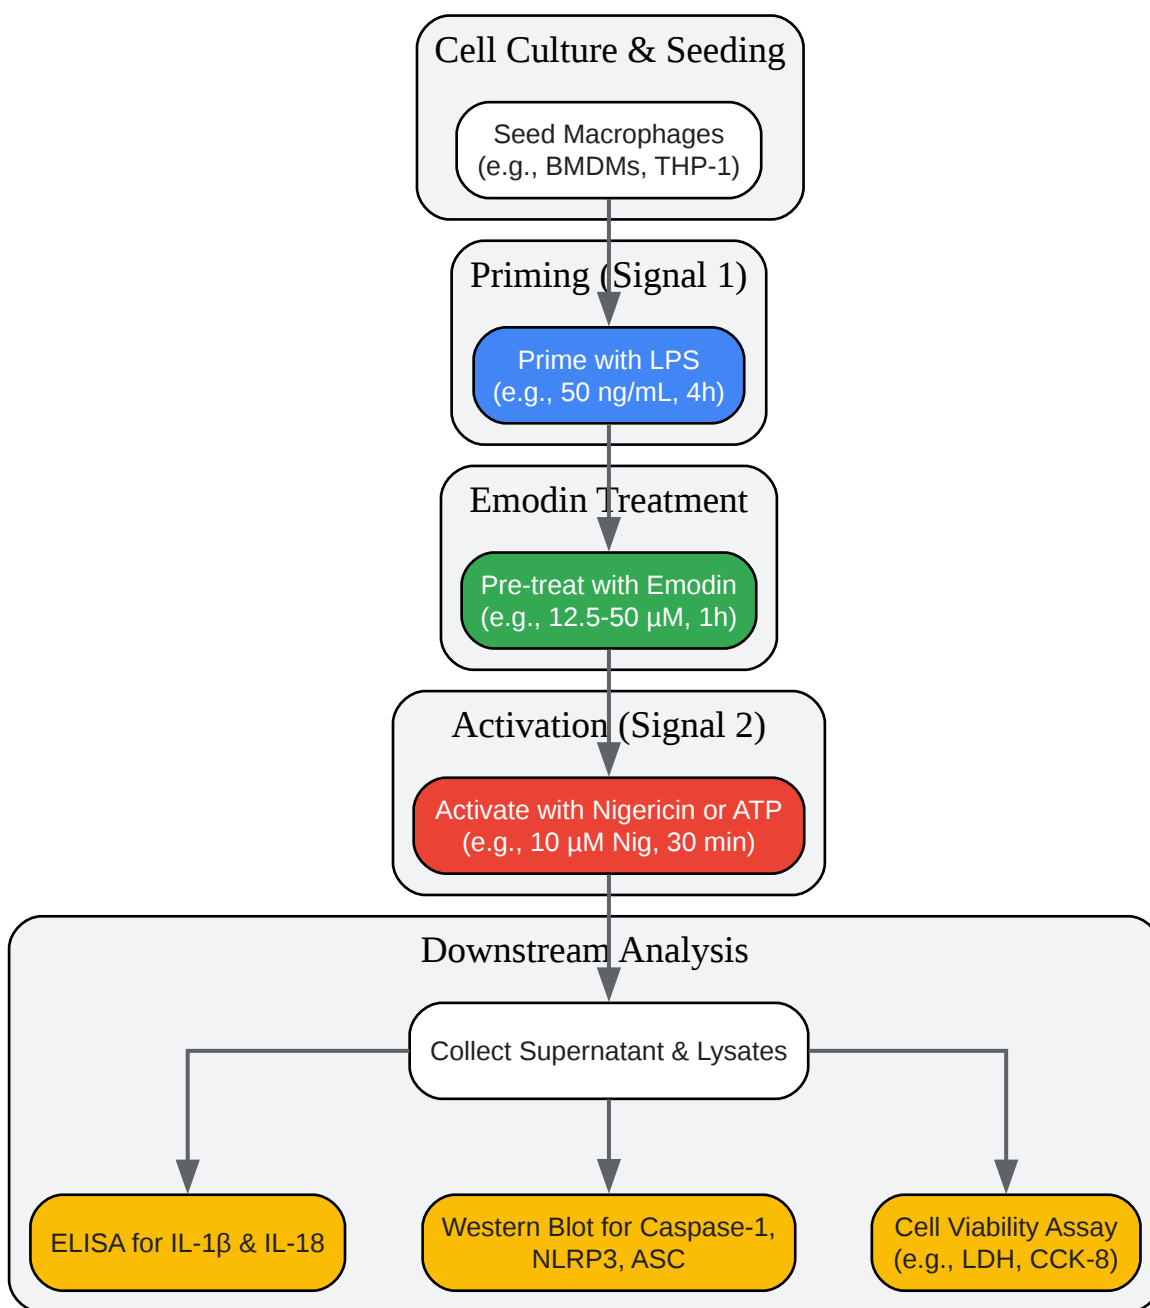 Cell Culture & Seeding
Seed Macrophages
(e.g., BMDMs, THP-1)
Priming (Signal 1)
Prime with LPS
(e.g., 50 ng/mL, 4h)
Emodin Treatment
Pre-treat with Emodin
(e.g., 12.5-50 µM, 1h)
Activation (Signal 2)
Activate with Nigericin or ATP
(e.g., 10 µM Nig, 30 min)
Downstream Analysis
Collect Supernatant & Lysates
ELISA for IL-1β & IL-18
Western Blot for Caspase-1,
NLRP3, ASC
Cell Viability Assay
(e.g., LDH, CCK-8)